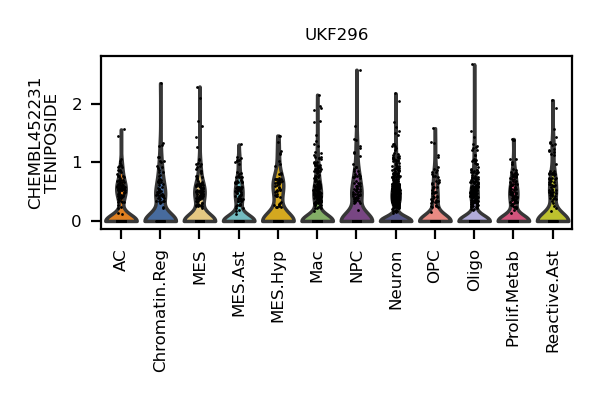 UKF296
CHEMBL452231
TENIPOSIDE
2
1
0
AC
Chromatin.Reg
MES
MES.Ast
MES.Hyp
Mac
NPC
Neuron
OPC
Oligo
Prolif.Metab
Reactive.Ast